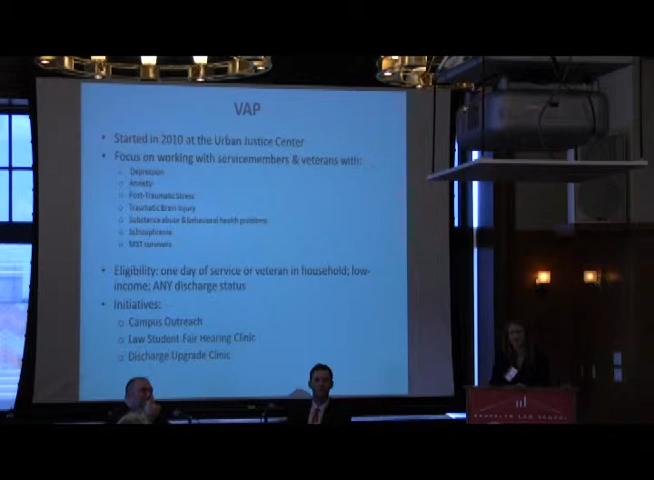 VAP
• Started in 2010 at the Urban Justice Center
• Focus on working with servicemembers & veterans with:
o Depression
o Anxiety
o Post-Traumatic Stress
o Traumatic Brain Injury
o Substance abuse & behavioral health problems
o Schizophrenia
o MST survivors
• Eligibility: one day of service or veteran in household; low-
income; ANY discharge status
• Initiatives:
o Campus Outreach
o Law Student Fair Hearing Clinic
o Discharge Upgrade Clinic
BROOKLYN LAW SCHOOL